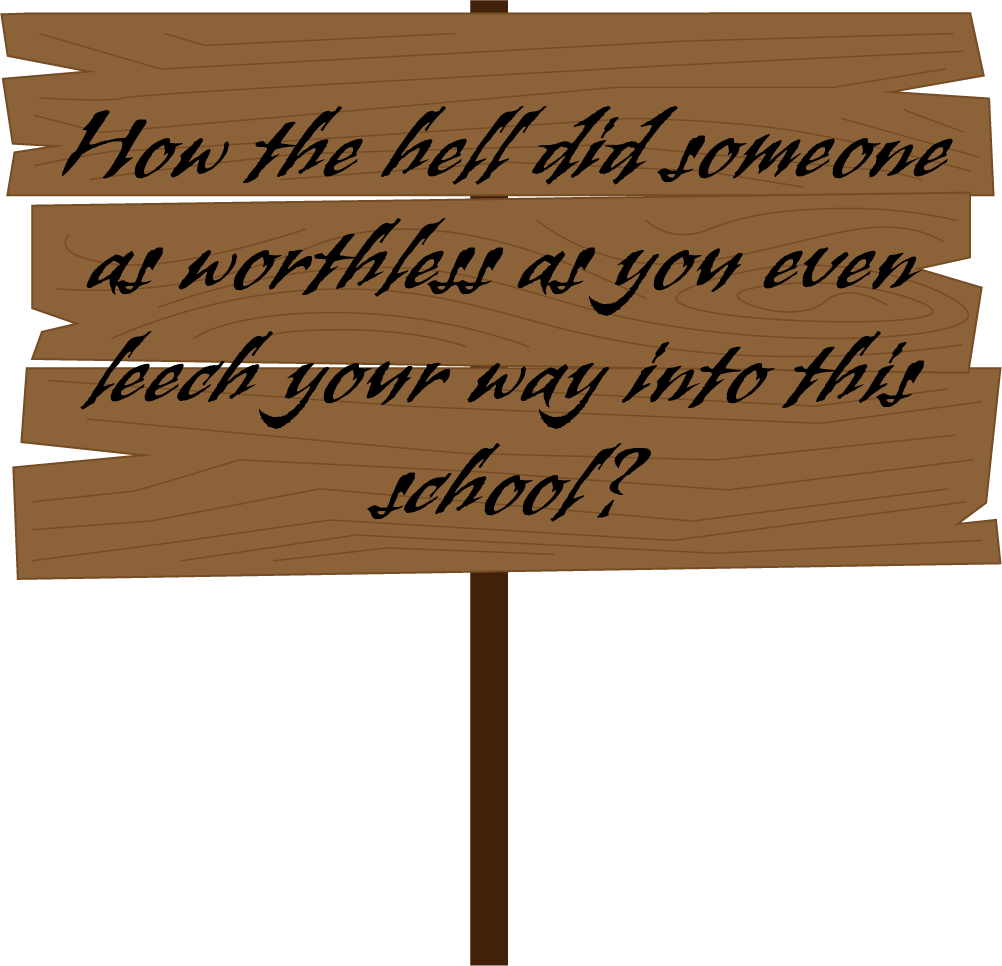 How the hell did someone
as worthless as you even
leech your way into this
school?